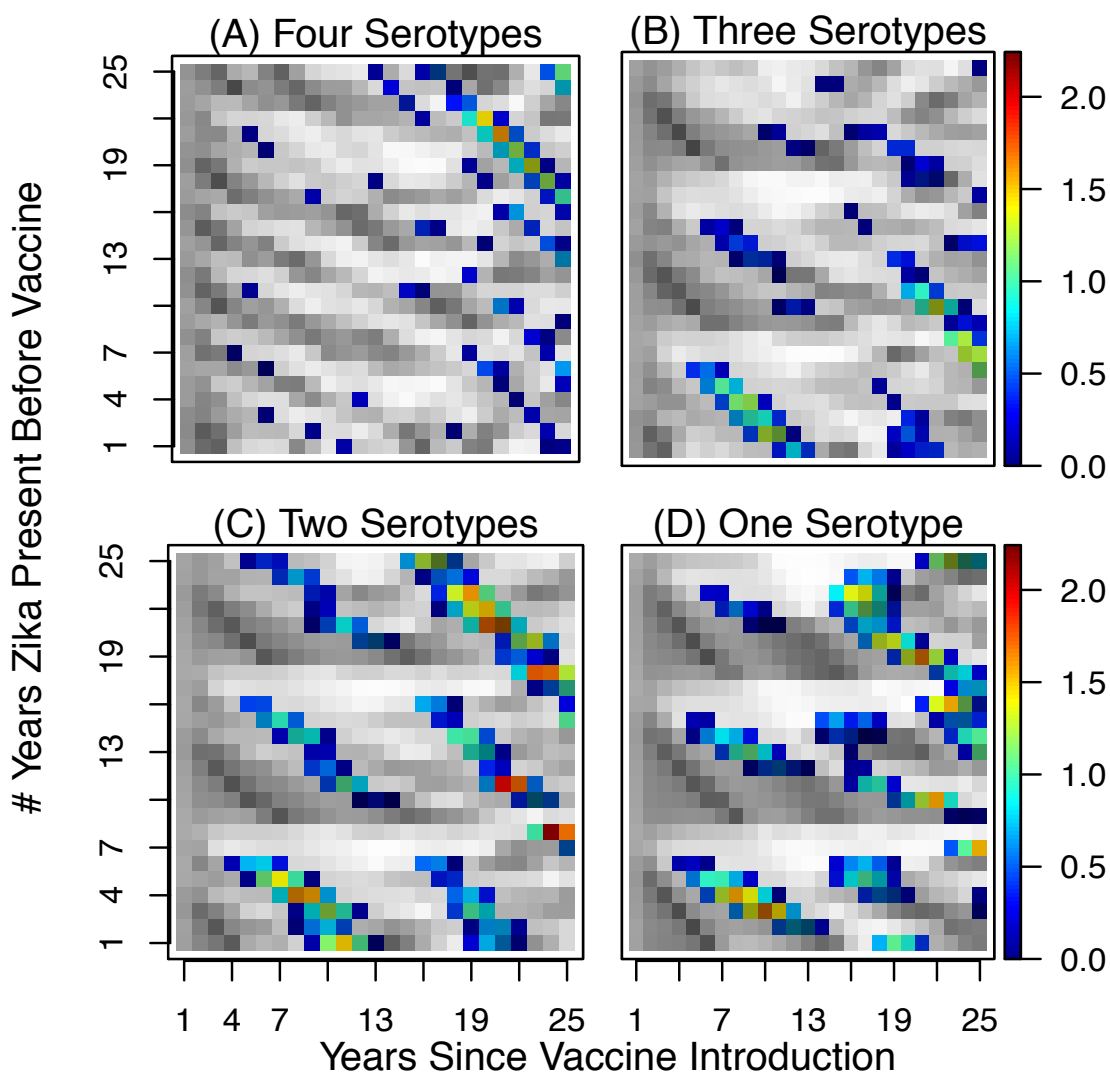 (A) Four Serotypes
(B) Three Serotypes
25
19
13
7
4
1
2.0
1.5
1.0
0.5
0.0
# Years Zika Present Before Vaccine
(C) Two Serotypes
(D) One Serotype
25
19
13
7
4
1
2.0
1.5
1.0
0.5
0.0
1 4 7 13 19 25
1 7 13 19 25
Years Since Vaccine Introduction